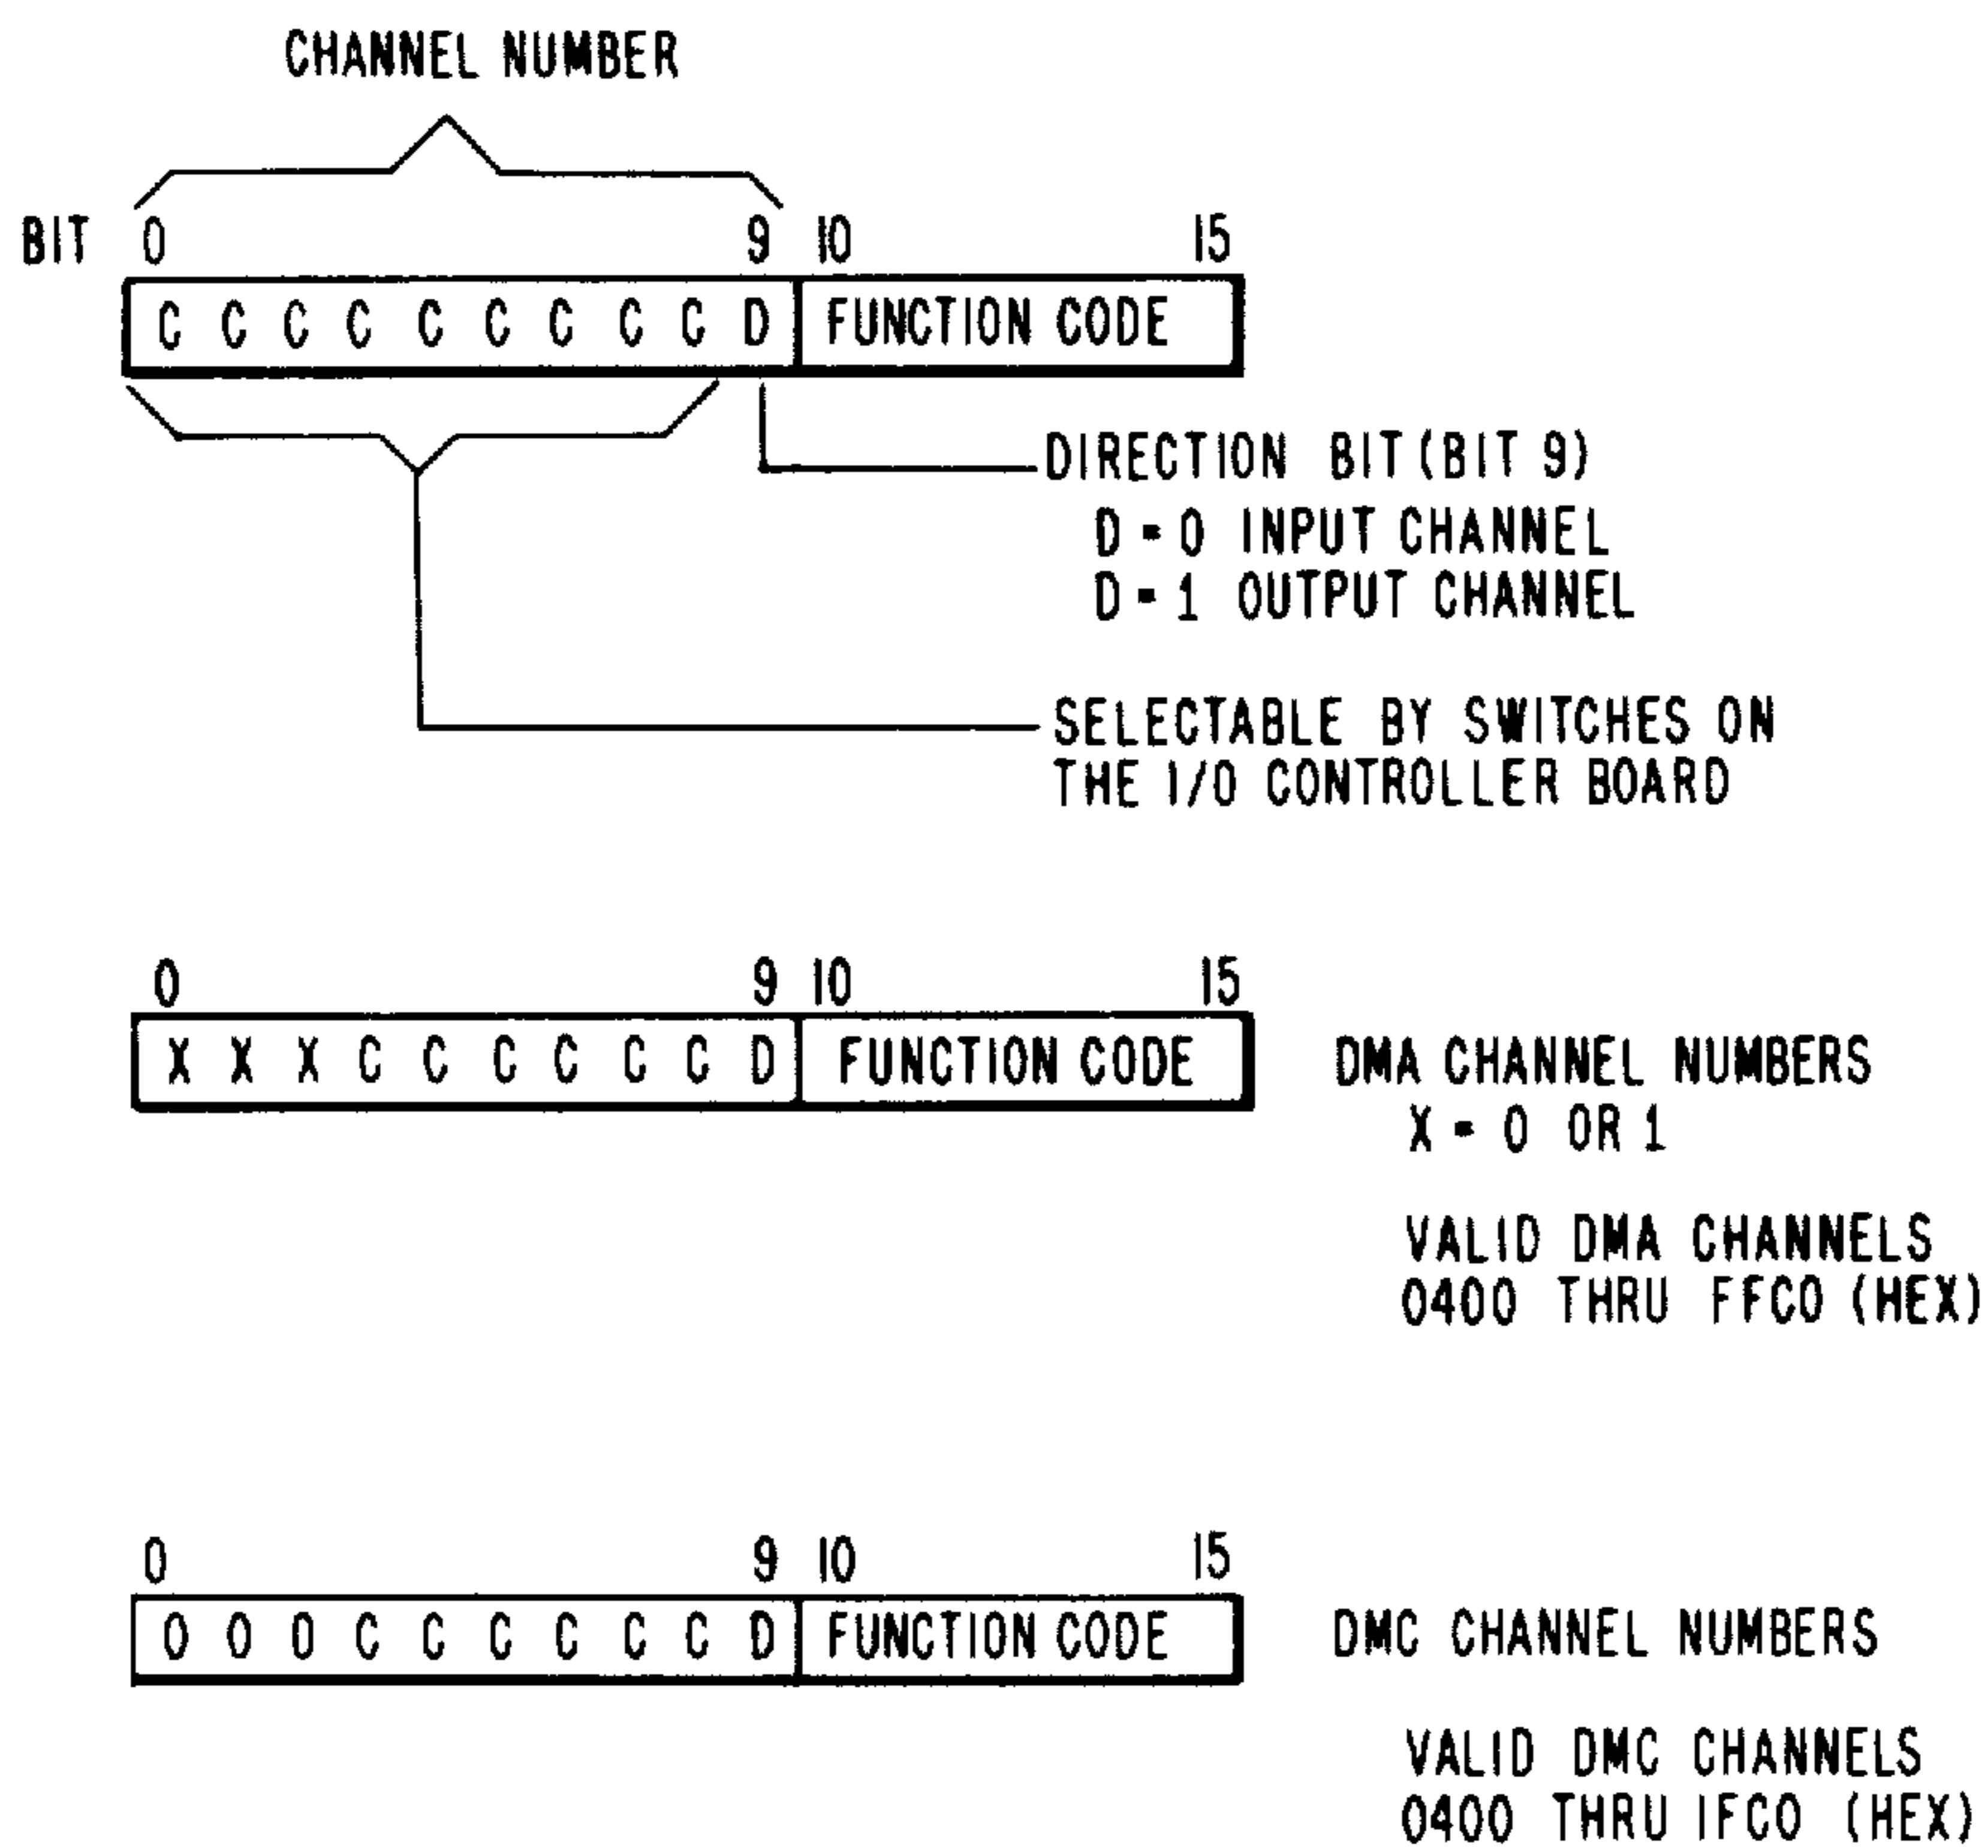 CHANNEL NUMBER
BIT 0 9 10 15
C C C C C C C C C D FUNCTION CODE
DIRECTION BIT (BIT 9)
D = 0 INPUT CHANNEL
D = 1 OUTPUT CHANNEL
SELECTABLE BY SWITCHES ON
THE I/O CONTROLLER BOARD
0 9 10 15
X X X C C C C C C D FUNCTION CODE
DMA CHANNEL NUMBERS
X = 0 OR 1
VALID DMA CHANNELS
0400 THRU FFC0 (HEX)
0 9 10 15
0 0 0 C C C C C C D FUNCTION CODE
DMC CHANNEL NUMBERS
VALID DMC CHANNELS
0400 THRU 1FC0 (HEX)